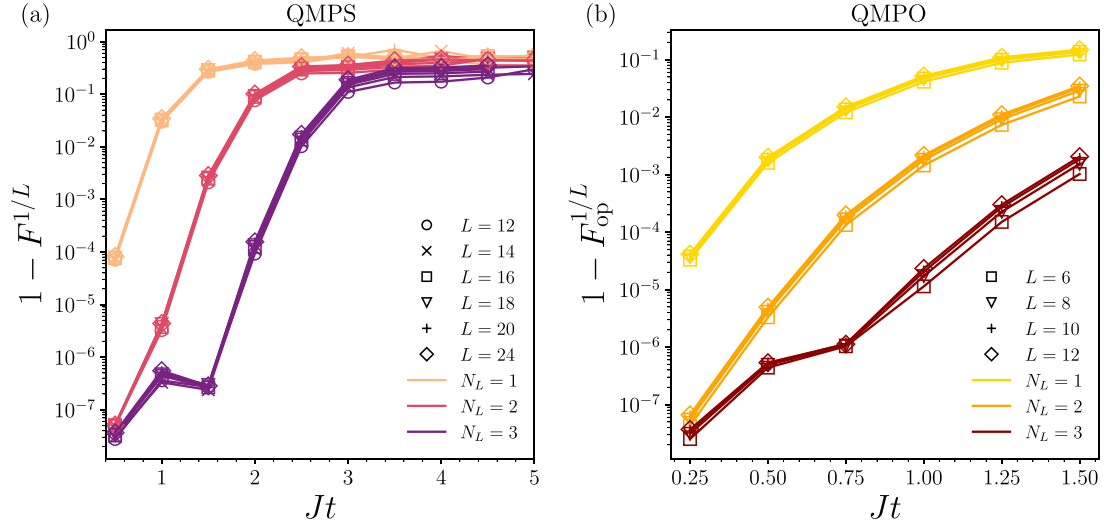 (a)
QMPS
1 − F^{1/L}
10^0
10^{-1}
10^{-2}
10^{-3}
10^{-4}
10^{-5}
10^{-6}
10^{-7}
L = 12
L = 14
L = 16
L = 18
L = 20
L = 24
N_L = 1
N_L = 2
N_L = 3
1
2
3
4
5
Jt
(b)
QMPO
1 − F_{op}^{1/L}
10^{-1}
10^{-2}
10^{-3}
10^{-4}
10^{-5}
10^{-6}
10^{-7}
L = 6
L = 8
L = 10
L = 12
N_L = 1
N_L = 2
N_L = 3
0.25
0.50
0.75
1.00
1.25
1.50
Jt